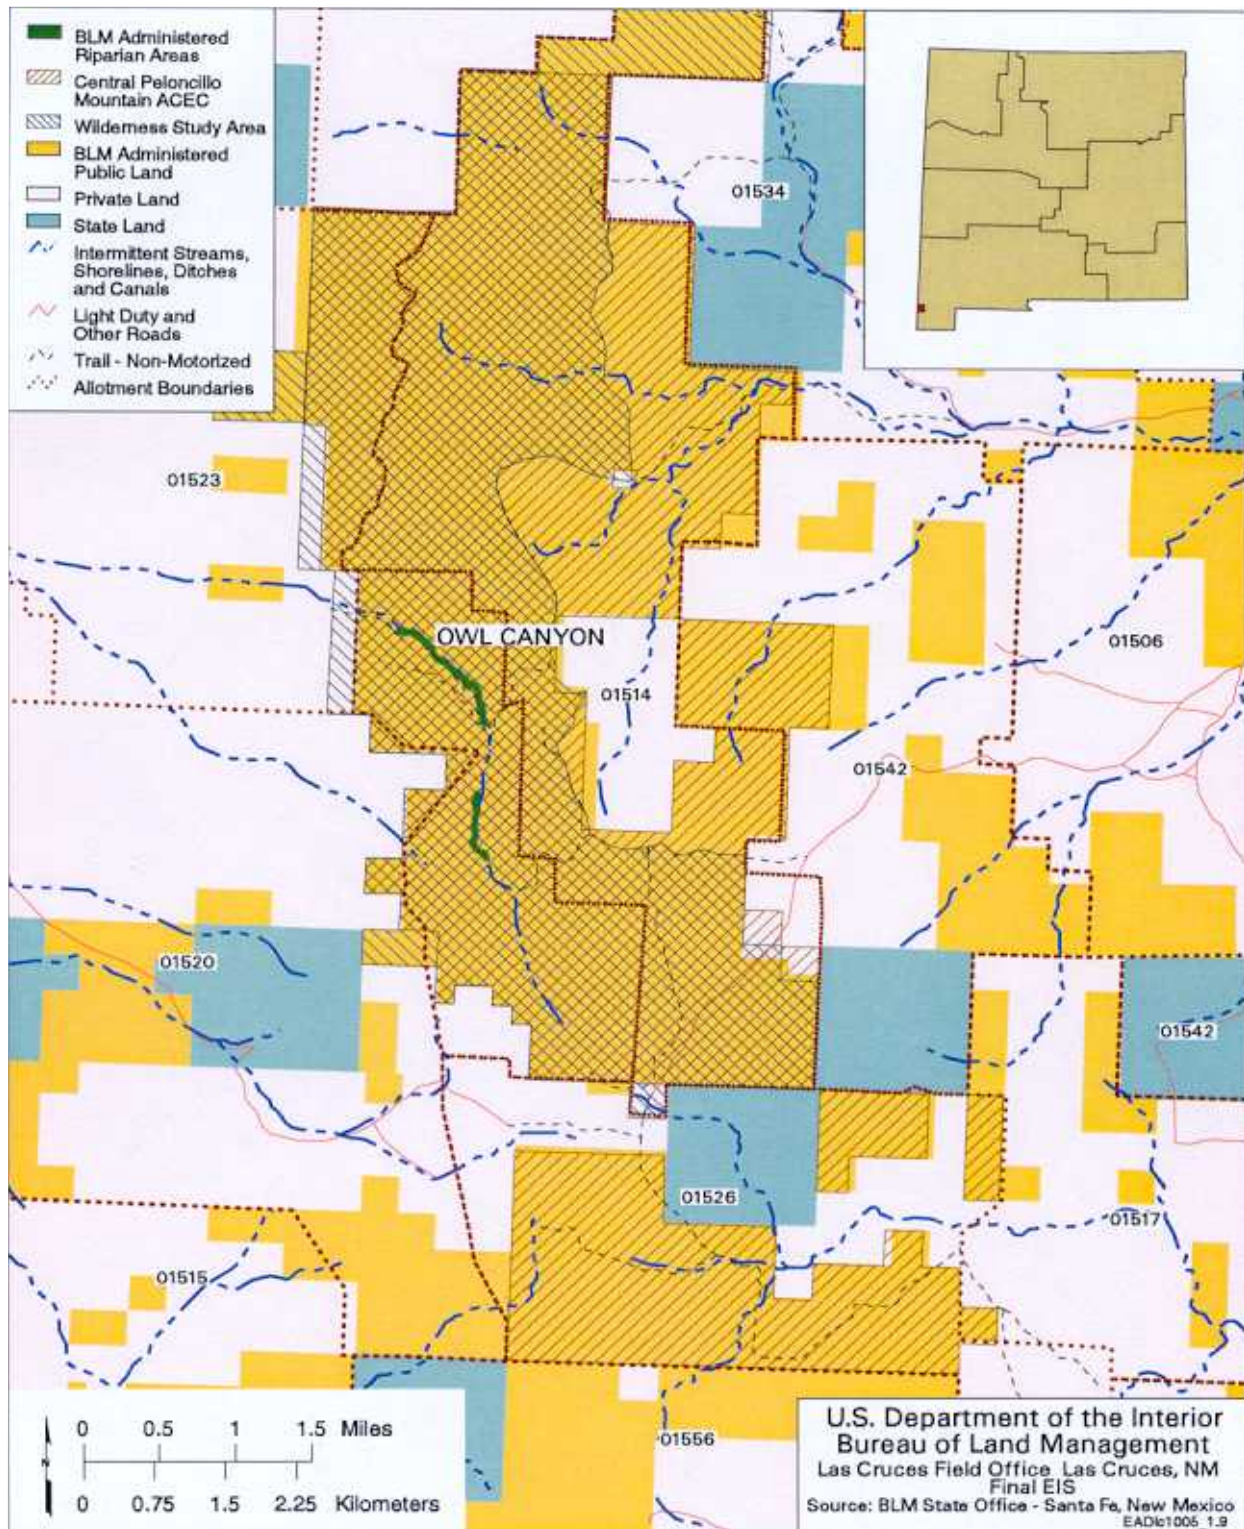 BLM Administered
Riparian Areas
Central Peloncillo
Mountain ACEC
Wilderness Study Area
BLM Administered
Public Land
Private Land
State Land
Intermittent Streams,
Shorelines, Ditches
and Canals
Light Duty and
Other Roads
Trail - Non-Motorized
Allotment Boundaries
01534
01523
OWL CANYON
01506
01514
01542
01520
01542
01526
01517
01515
01556
0 0.5 1 1.5 Miles
N
0 0.75 1.5 2.25 Kilometers
U.S. Department of the Interior
Bureau of Land Management
Las Cruces Field Office Las Cruces, NM
Final EIS
Source: BLM State Office - Santa Fe, New Mexico
EADlc1005 1.9